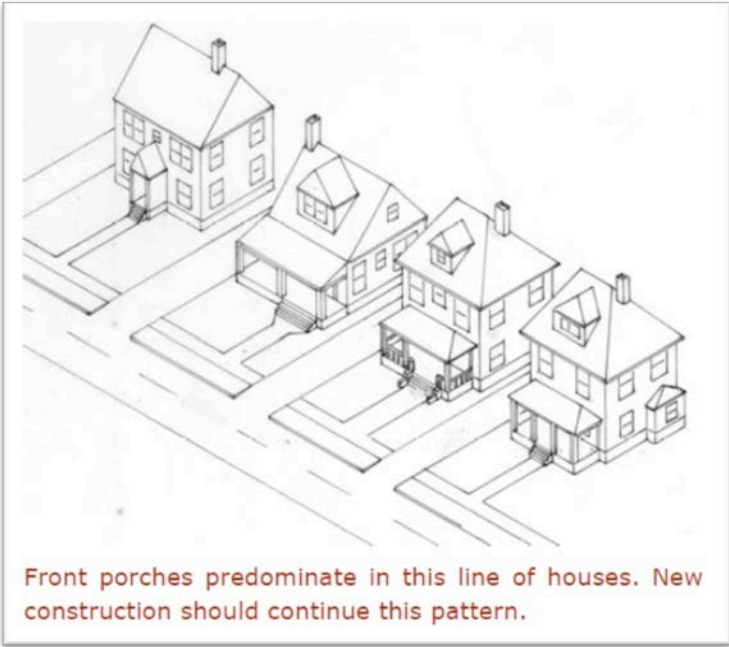 Front porches predominate in this line of houses. New
construction should continue this pattern.